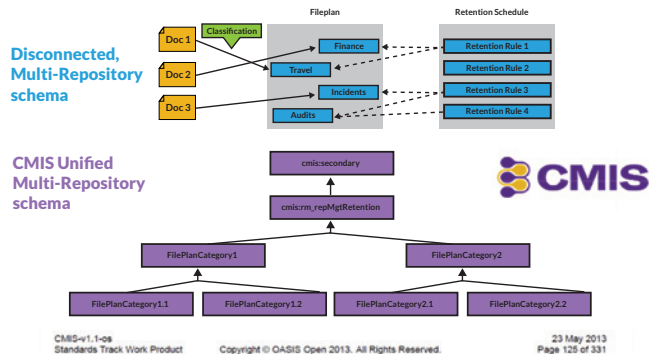 Fileplan
Retention Schedule
Disconnected,
Multi-Repository
schema
Doc 1
Classification
Finance
Retention Rule 1
Doc 2
Travel
Retention Rule 2
Doc 3
Incidents
Retention Rule 3
Audits
Retention Rule 4
CMIS Unified
Multi-Repository
schema
cmis:secondary
CMIS
cmis:rm_repMgtRetention
FilePlanCategory1
FilePlanCategory2
FilePlanCategory1.1
FilePlanCategory1.2
FilePlanCategory2.1
FilePlanCategory2.2
CMIS-v1.1-os
23 May 2013
Standards Track Work Product
Copyright © OASIS Open 2013. All Rights Reserved.
Page 125 of 331